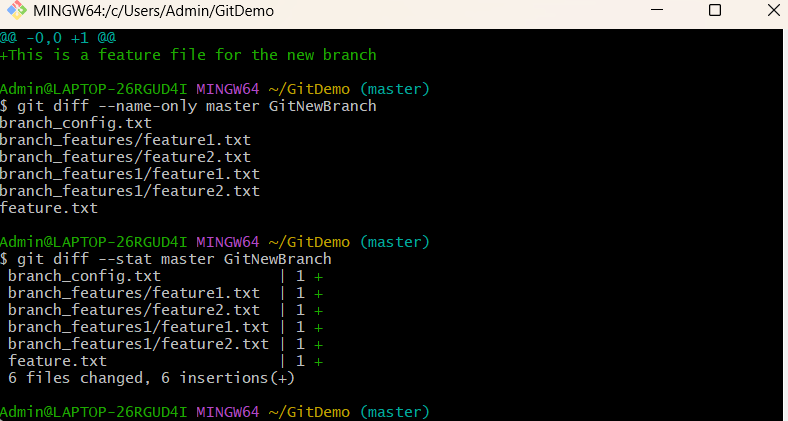 MINGW64:/c/Users/Admin/GitDemo
@@ -0,0 +1 @@
+This is a feature file for the new branch
Admin@LAPTOP-26RGUD4I MINGW64 ~/GitDemo (master)
$ git diff --name-only master GitNewBranch
branch_config.txt
branch_features/feature1.txt
branch_features/feature2.txt
branch_features1/feature1.txt
branch_features1/feature2.txt
feature.txt
Admin@LAPTOP-26RGUD4I MINGW64 ~/GitDemo (master)
$ git diff --stat master GitNewBranch
 branch_config.txt             | 1 +
 branch_features/feature1.txt  | 1 +
 branch_features/feature2.txt  | 1 +
 branch_features1/feature1.txt | 1 +
 branch_features1/feature2.txt | 1 +
 feature.txt                   | 1 +
 6 files changed, 6 insertions(+)
Admin@LAPTOP-26RGUD4I MINGW64 ~/GitDemo (master)